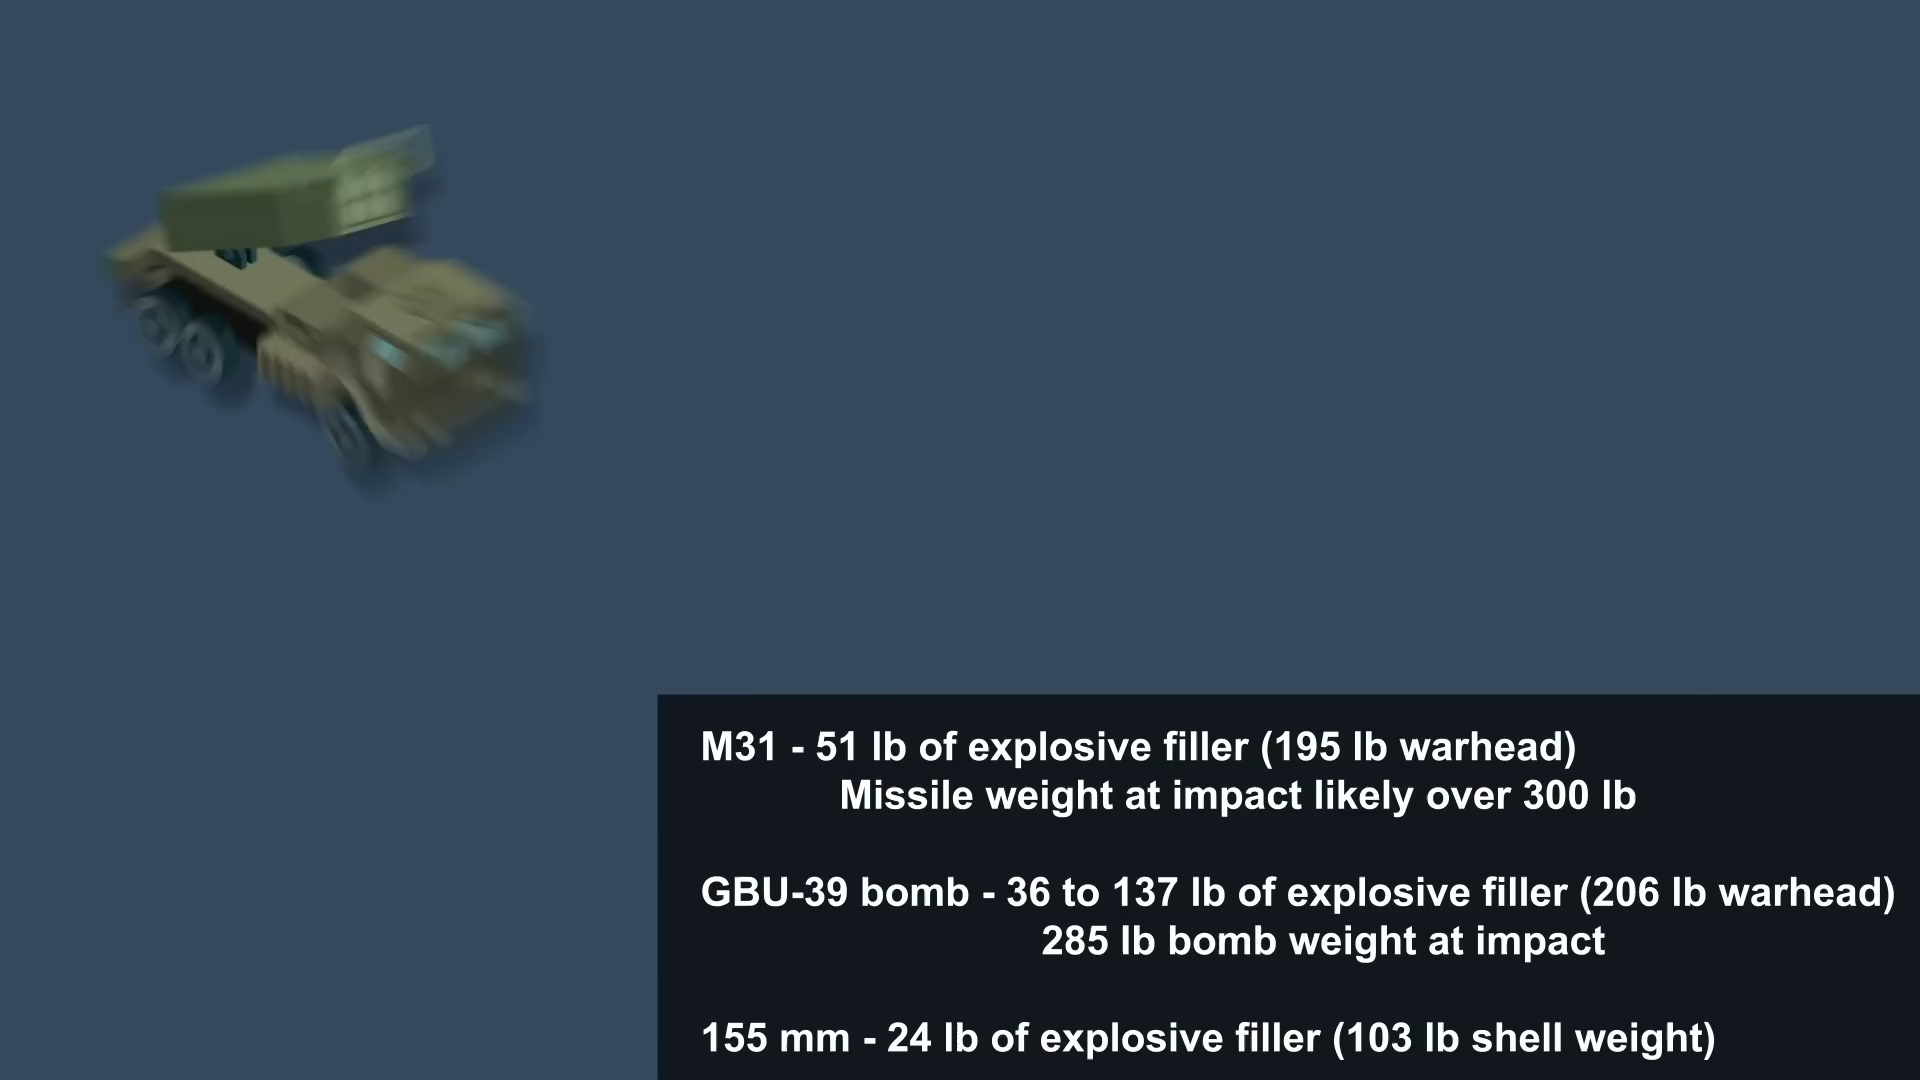 M31 - 51 lb of explosive filler (195 lb warhead)
Missile weight at impact likely over 300 lb
GBU-39 bomb - 36 to 137 lb of explosive filler (206 lb warhead)
285 lb bomb weight at impact
155 mm - 24 lb of explosive filler (103 lb shell weight)